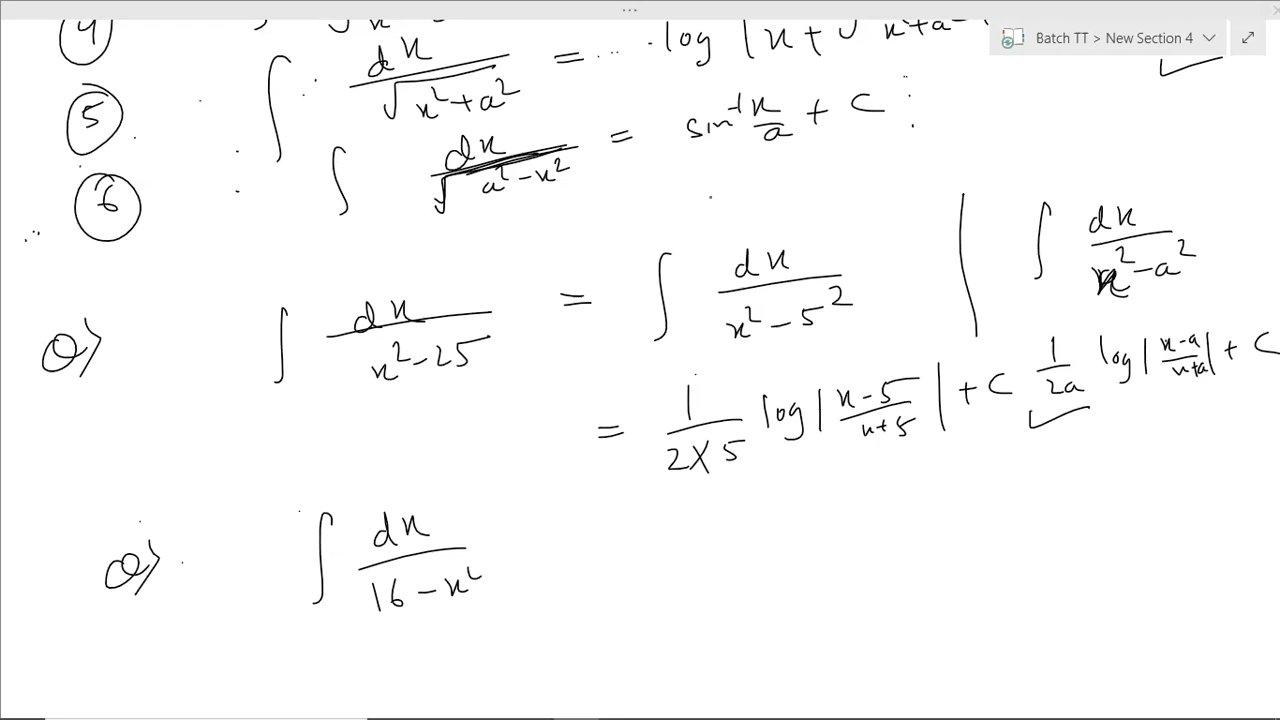 ④
Batch TT > New Section 4
⑤ ∫ dx/√(x²+a²) = log |x+√x²+a²
⑥ ∫ dx/√(a²-x²) = sin⁻¹ x/a + C
Q) ∫ dx/(x²-25) = ∫ dx/(x²-5²) | ∫ dx/(x²-a²)
= 1/(2×5) log |(x-5)/(x+5)| + C
1/2a log |(x-a)/(x+a)| + C
Q) ∫ dx/(16-x²)